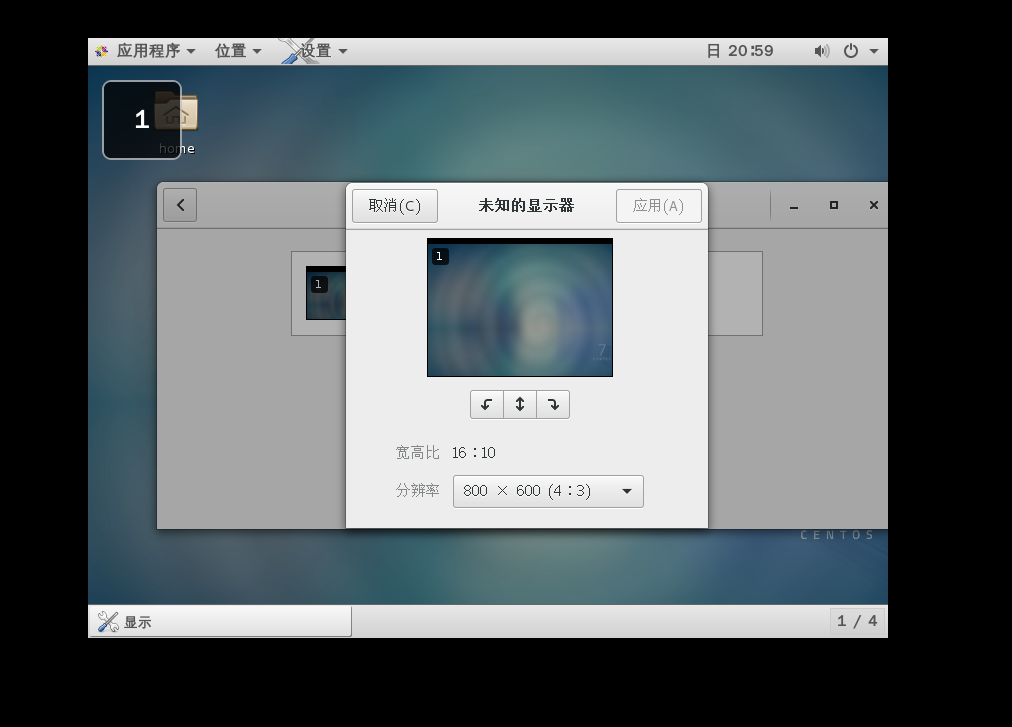 应用程序 位置 设置 日 20:59
1
home
取消(C) 未知的显示器 应用(A)
1
1
7
宽高比 16：10
分辨率 800 × 600 (4：3)
CENTOS
显示 1 / 4